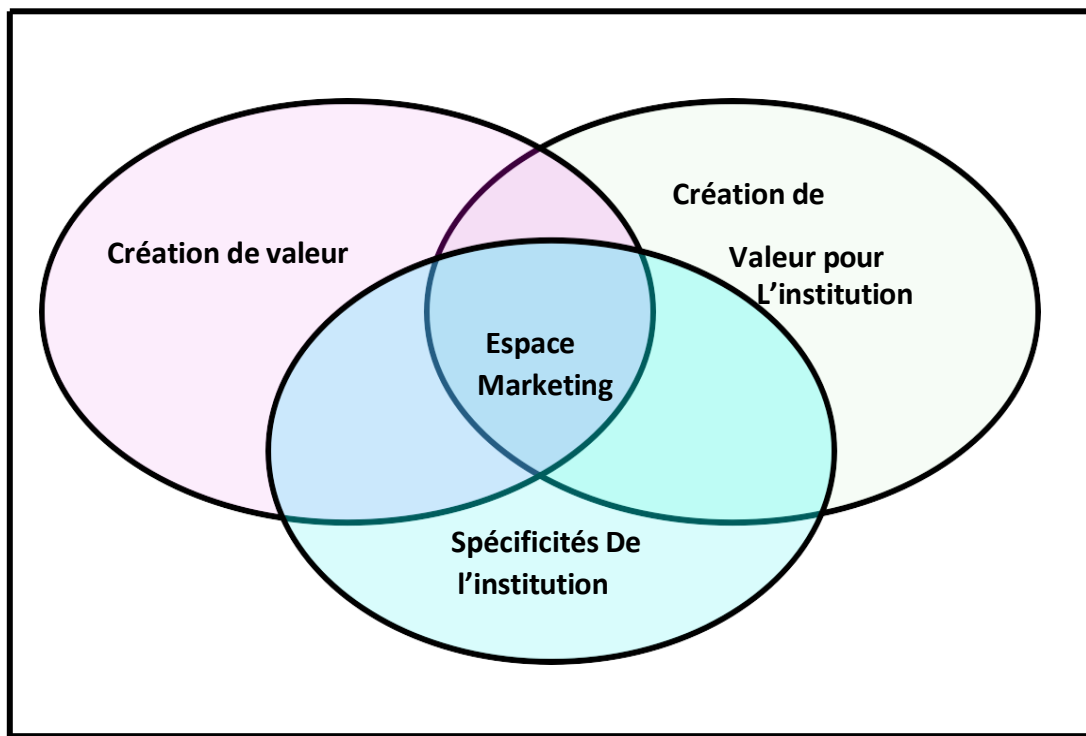 Création de valeur
Création de
Valeur pour
L’institution
Espace
Marketing
Spécificités De
l’institution